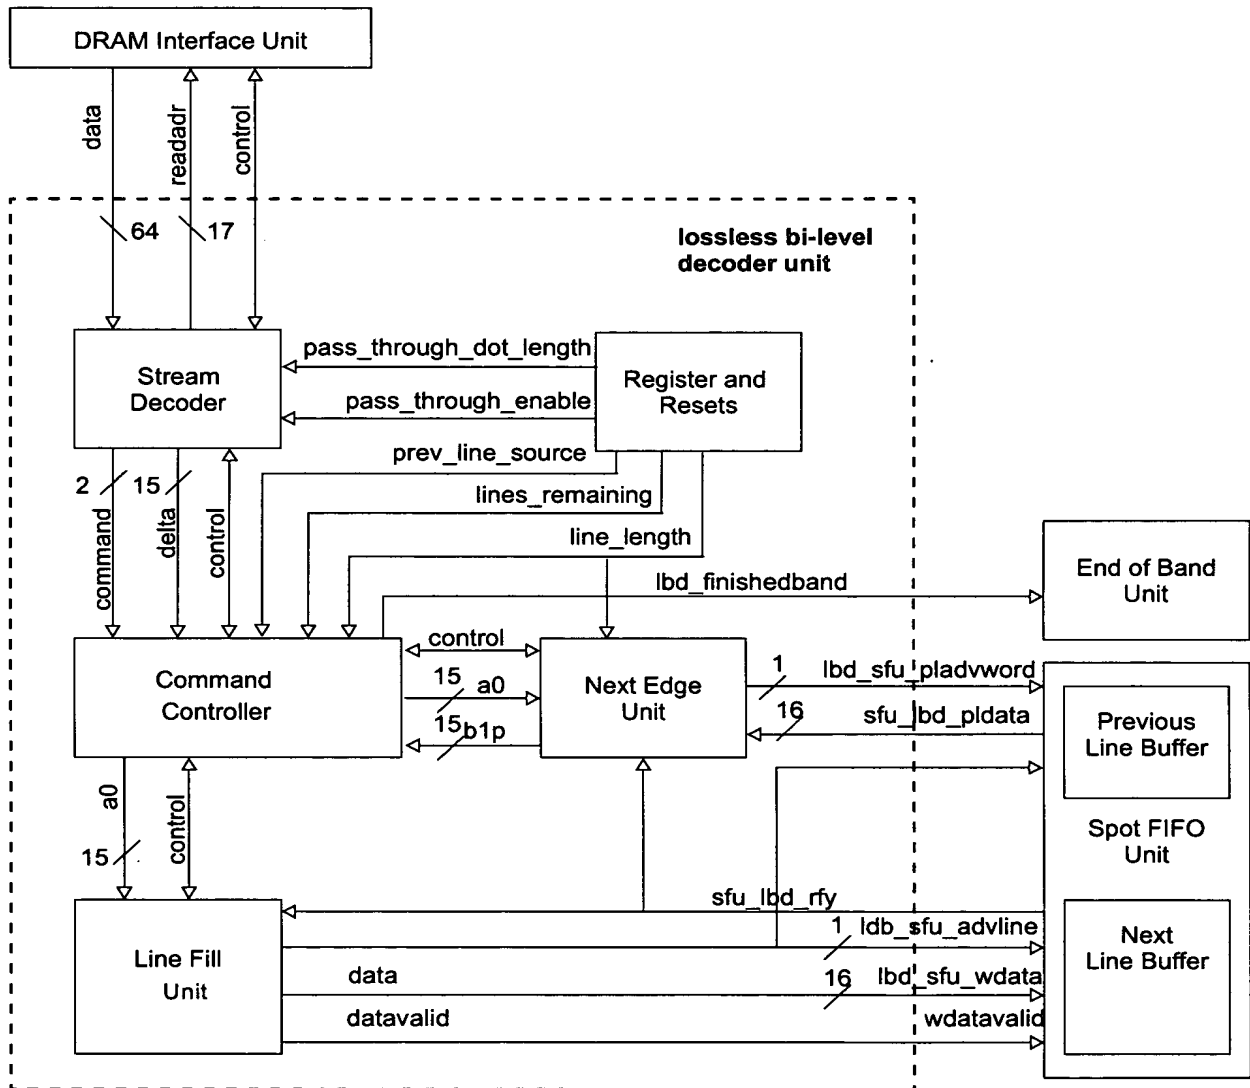 DRAM Interface Unit
data
readadr
control
64
17
lossless bi-level
decoder unit
Stream
Decoder
pass_through_dot_length
pass_through_enable
Register and
Resets
prev_line_source
lines_remaining
line_length
2
15
command
delta
control
lbd_finishedband
End of Band
Unit
Command
Controller
control
15
a0
15
b1p
Next Edge
Unit
1
lbd_sfu_pladvword
16
sfu_lbd_pldata
Previous
Line Buffer
Spot FIFO
Unit
a0
15
control
sfu_lbd_rfy
Line Fill
Unit
1
ldb_sfu_advline
data
16
lbd_sfu_wdata
datavalid
wdatavalid
Next
Line Buffer